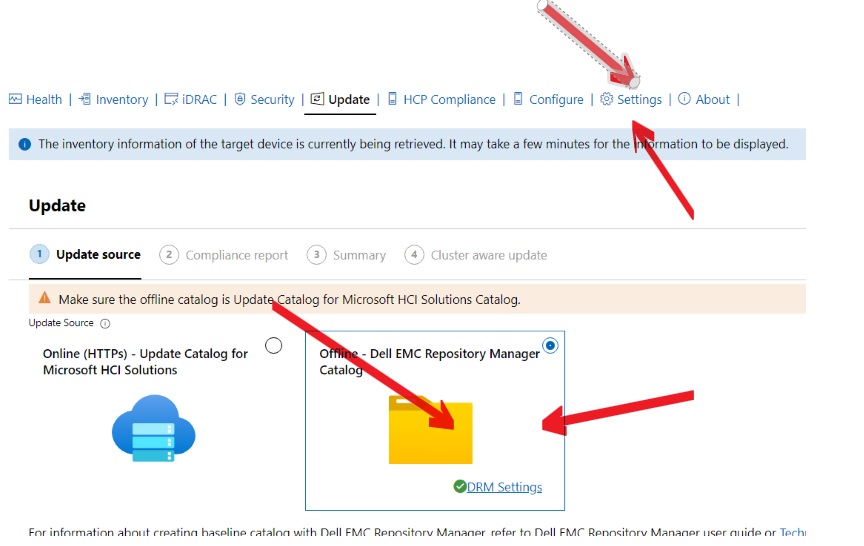 Health | Inventory | iDRAC | Security | Update | HCP Compliance | Configure | Settings | About |
The inventory information of the target device is currently being retrieved. It may take a few minutes for the information to be displayed.
Update
1 Update source 2 Compliance report 3 Summary 4 Cluster aware update
Make sure the offline catalog is Update Catalog for Microsoft HCI Solutions Catalog.
Update Source
Online (HTTPs) - Update Catalog for
Microsoft HCI Solutions
Offline - Dell EMC Repository Manager
Catalog
DRM Settings
For information about creating baseline catalog with Dell EMC Repository Manager, refer to Dell EMC Repository Manager user guide or